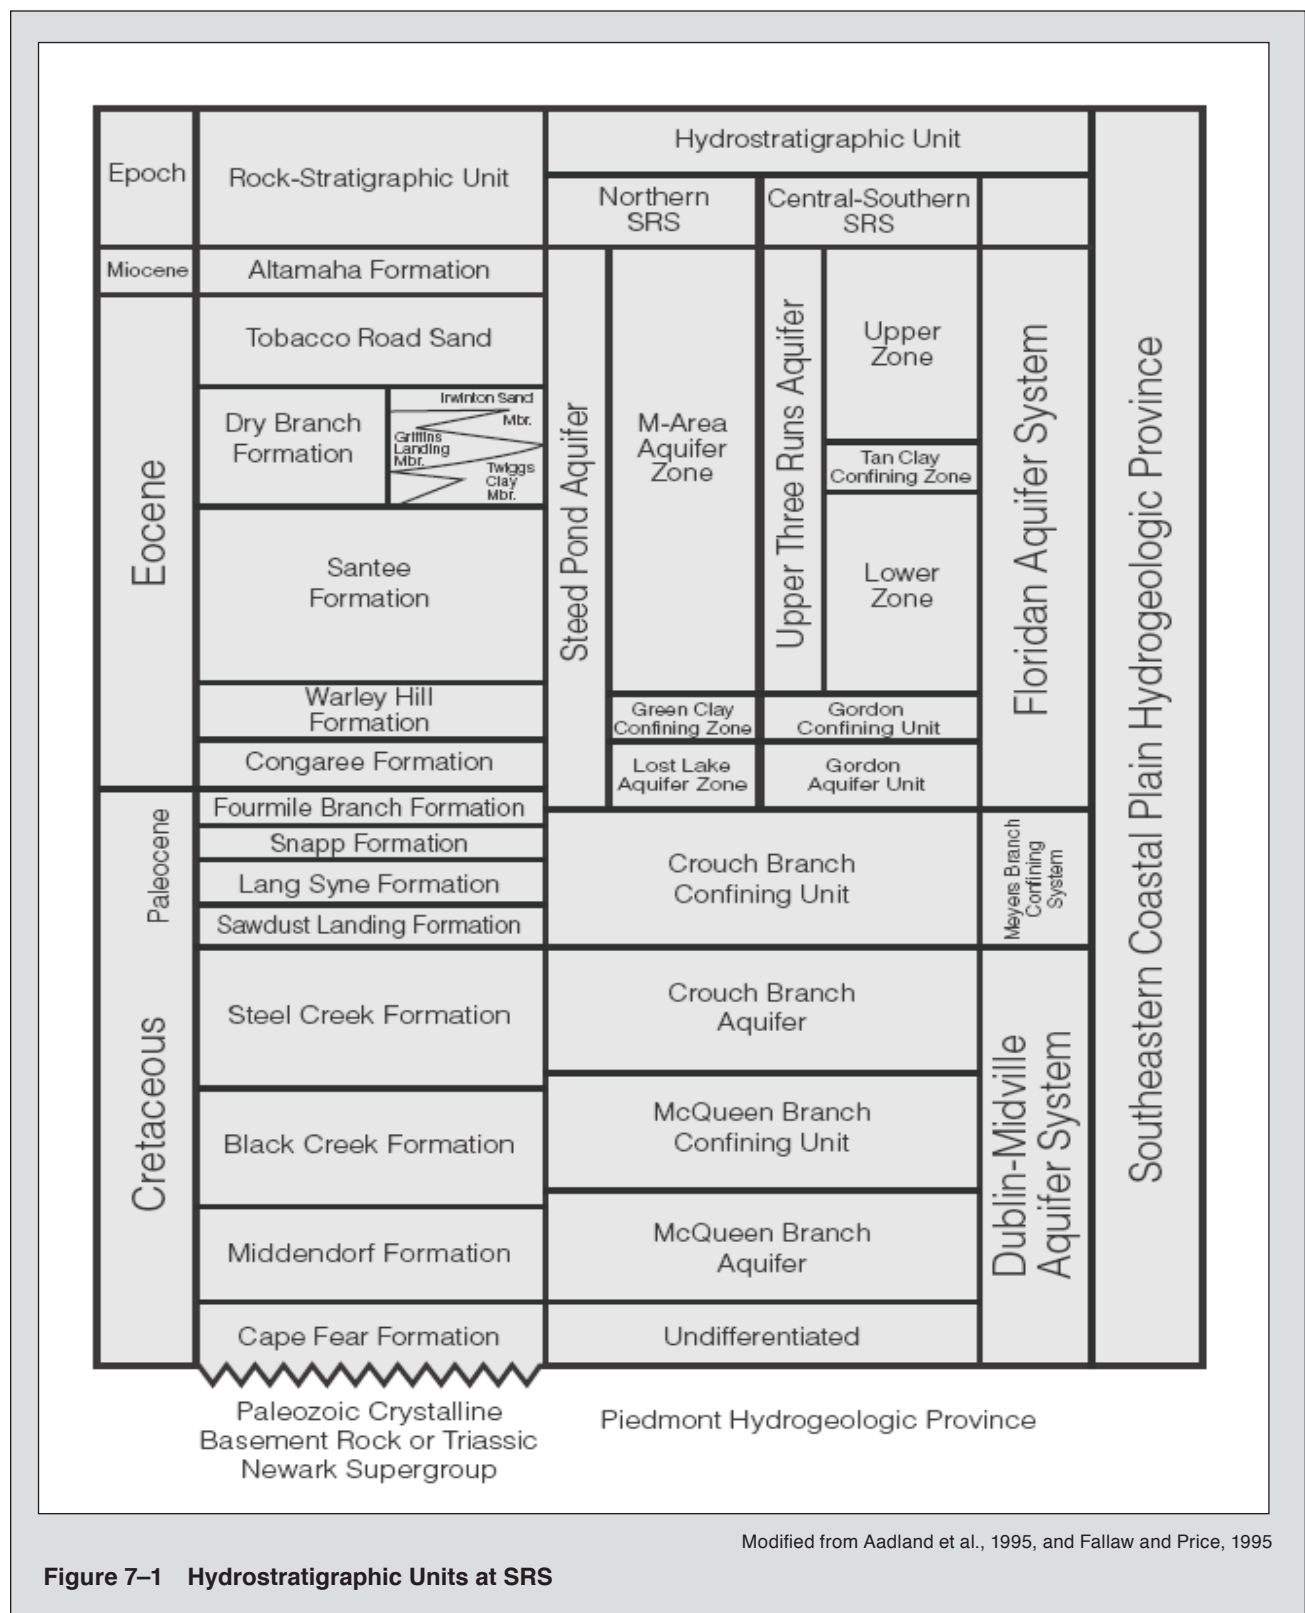 Epoch
Rock-Stratigraphic Unit
Hydrostratigraphic Unit
Northern
SRS
Central-Southern
SRS
Miocene
Altamaha Formation
Eocene
Tobacco Road Sand
Dry Branch
Formation
Irwinton Sand
Mbr.
Griffins
Landing
Mbr.
Twiggs
Clay
Mbr.
Santee
Formation
Warley Hill
Formation
Congaree Formation
Steed Pond Aquifer
M-Area
Aquifer
Zone
Green Clay
Confining Zone
Lost Lake
Aquifer Zone
Upper Three Runs Aquifer
Upper
Zone
Tan Clay
Confining Zone
Lower
Zone
Gordon
Confining Unit
Gordon
Aquifer Unit
Floridan Aquifer System
Southeastern Coastal Plain Hydrogeologic Province
Paleocene
Fourmile Branch Formation
Snapp Formation
Lang Syne Formation
Sawdust Landing Formation
Crouch Branch
Confining Unit
Meyers Branch
Confining
System
Cretaceous
Steel Creek Formation
Black Creek Formation
Middendorf Formation
Cape Fear Formation
Crouch Branch
Aquifer
McQueen Branch
Confining Unit
McQueen Branch
Aquifer
Undifferentiated
Dublin-Midville
Aquifer System
Paleozoic Crystalline
Basement Rock or Triassic
Newark Supergroup
Piedmont Hydrogeologic Province
Modified from Aadland et al., 1995, and Fallaw and Price, 1995
Figure 7–1 Hydrostratigraphic Units at SRS